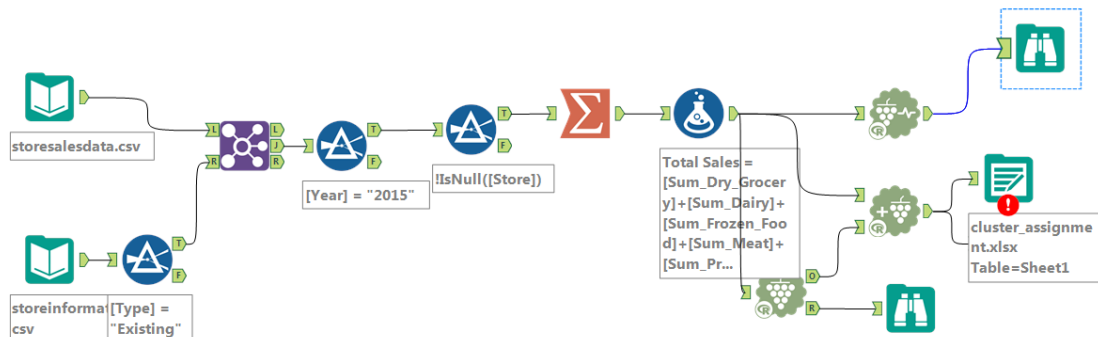 storesalesdata.csv
L
R
L
J
R
[Year] = "2015"
T
F
!IsNull([Store])
T
F
Total Sales =
[Sum_Dry_Grocer
y]+[Sum_Dairy]+
[Sum_Frozen_Foo
d]+[Sum_Meat]+
[Sum_Pr...
R
R
cluster_assignme
nt.xlsx
Table=Sheet1
storeinformat
csv
[Type] =
"Existing"
T
F
R
O
R